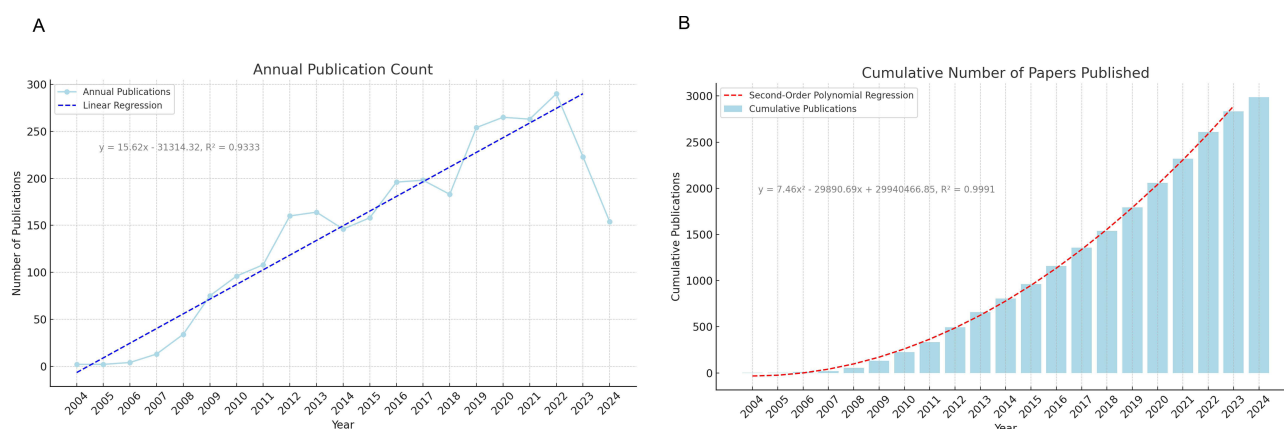 A
Annual Publication Count
Annual Publications
Linear Regression
y = 15.62x - 31314.32, R² = 0.9333
Number of Publications
300
250
200
150
100
50
0
2004 2005 2006 2007 2008 2009 2010 2011 2012 2013 2014 2015 2016 2017 2018 2019 2020 2021 2022 2023 2024
Year
B
Cumulative Number of Papers Published
Second-Order Polynomial Regression
Cumulative Publications
y = 7.46x² - 29890.69x + 29940466.85, R² = 0.9991
Cumulative Publications
3000
2500
2000
1500
1000
500
0
2004 2005 2006 2007 2008 2009 2010 2011 2012 2013 2014 2015 2016 2017 2018 2019 2020 2021 2022 2023 2024
Year